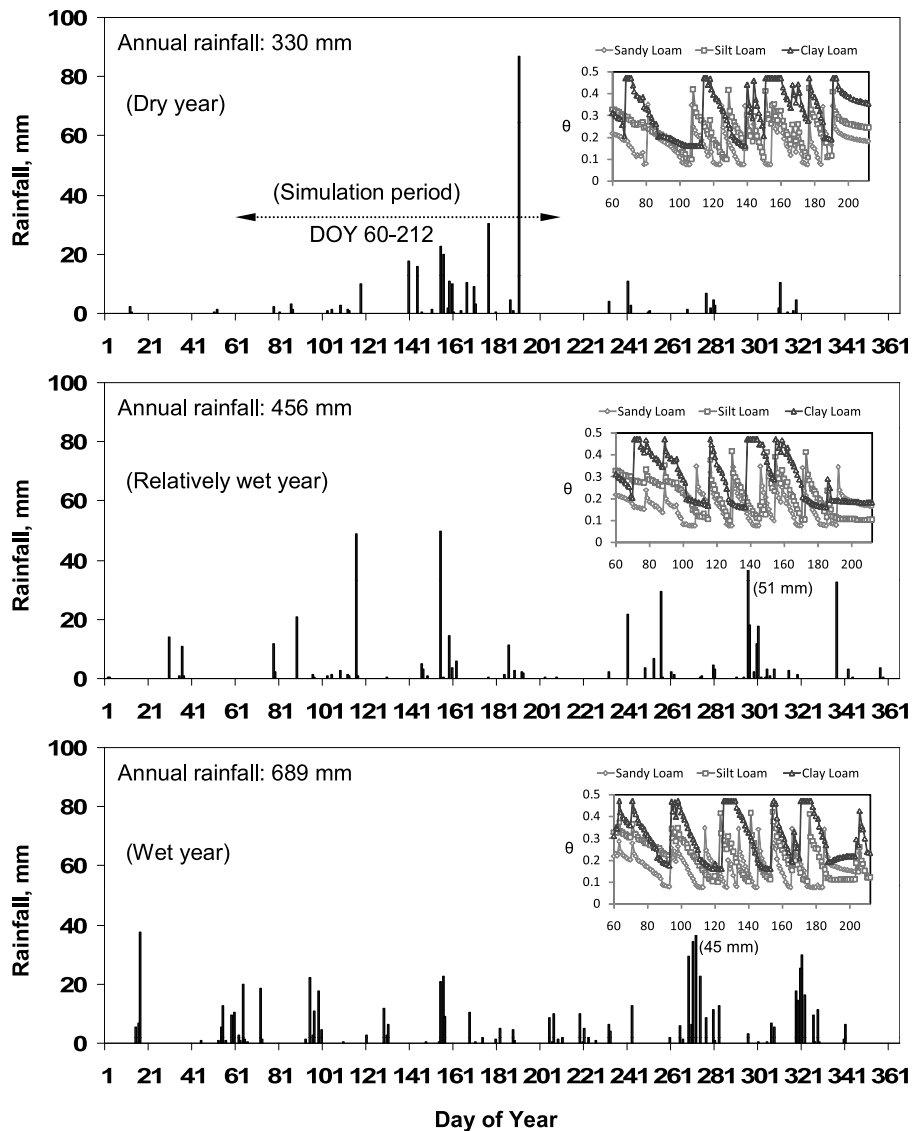 100
Annual rainfall: 330 mm
(Dry year)
80
60
40
20
0
Rainfall, mm
(Simulation period)
DOY 60-212
Sandy Loam Silt Loam Clay Loam
0.5
0.4
0.3
0.2
0.1
0
θ
60 80 100 120 140 160 180 200
1 21 41 61 81 101 121 141 161 181 201 221 241 261 281 301 321 341 361
100
Annual rainfall: 456 mm
(Relatively wet year)
80
60
40
20
0
Rainfall, mm
Sandy Loam Silt Loam Clay Loam
0.5
0.4
0.3
0.2
0.1
0
θ
60 80 100 120 140 160 180 200
(51 mm)
1 21 41 61 81 101 121 141 161 181 201 221 241 261 281 301 321 341 361
100
Annual rainfall: 689 mm
(Wet year)
80
60
40
20
0
Rainfall, mm
Sandy Loam Silt Loam Clay Loam
0.5
0.4
0.3
0.2
0.1
0
θ
60 80 100 120 140 160 180 200
(45 mm)
1 21 41 61 81 101 121 141 161 181 201 221 241 261 281 301 321 341 361
Day of Year